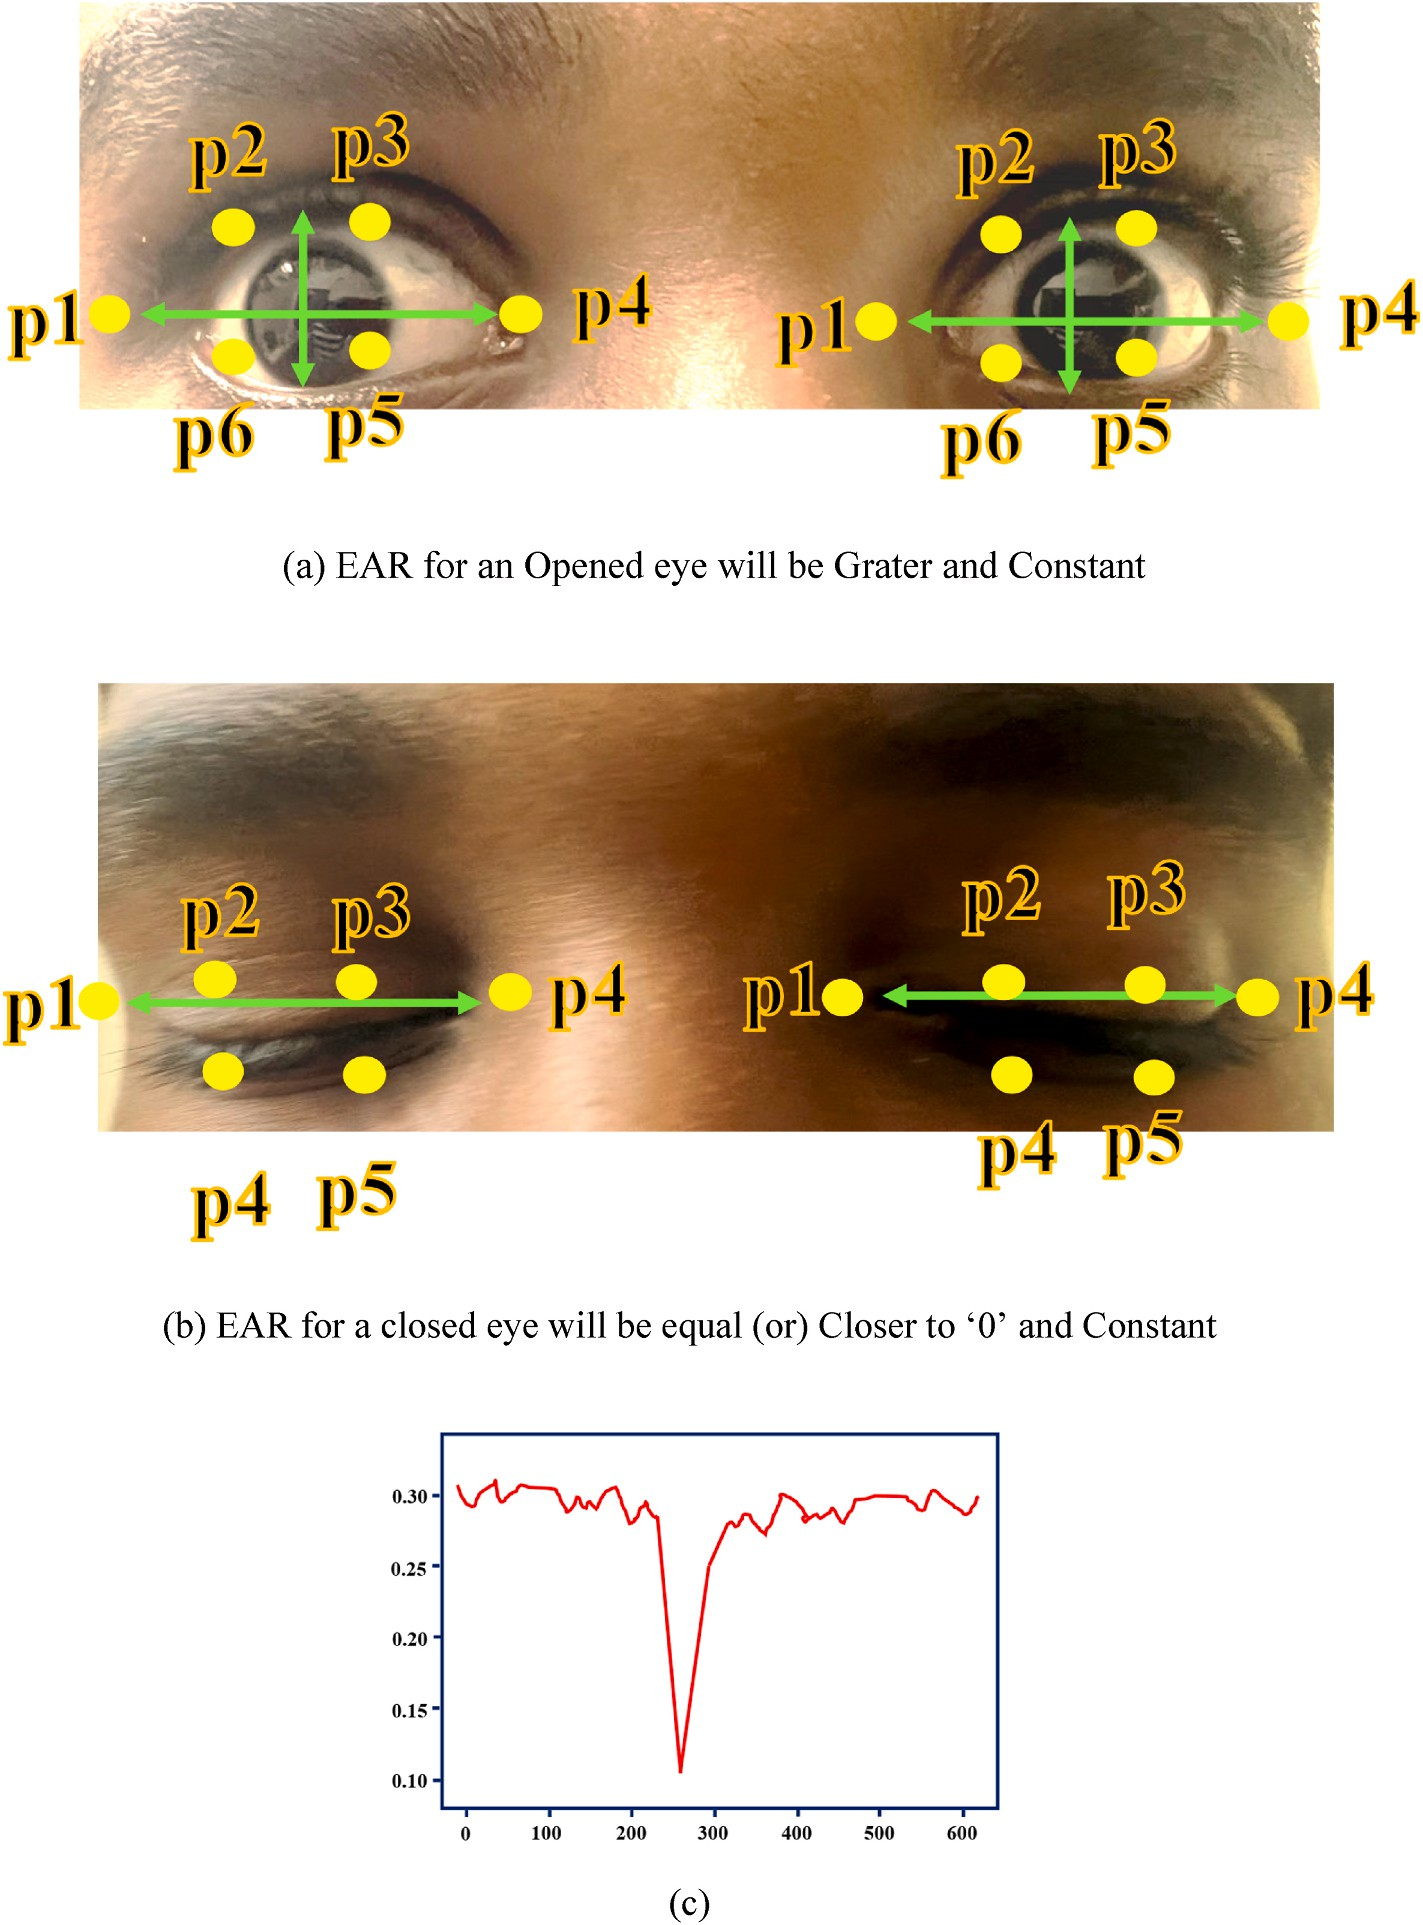 p2 p3 p2 p3
p1 p4 p1 p4
p6 p5 p6 p5
(a) EAR for an Opened eye will be Grater and Constant
p2 p3 p2 p3
p1 p4 p1 p4
p4 p5 p4 p5
(b) EAR for a closed eye will be equal (or) Closer to ‘0’ and Constant
0.30
0.25
0.20
0.15
0.10
0 100 200 300 400 500 600
(c)